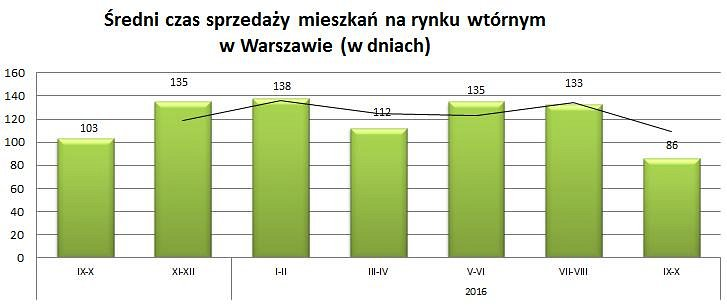 Średni czas sprzedaży mieszkań na rynku wtórnym
w Warszawie (w dniach)
160
140
120
100
80
60
40
20
0
103
135
138
112
135
133
86
IX-X
XI-XII
I-II
III-IV
V-VI
VII-VIII
IX-X
2016